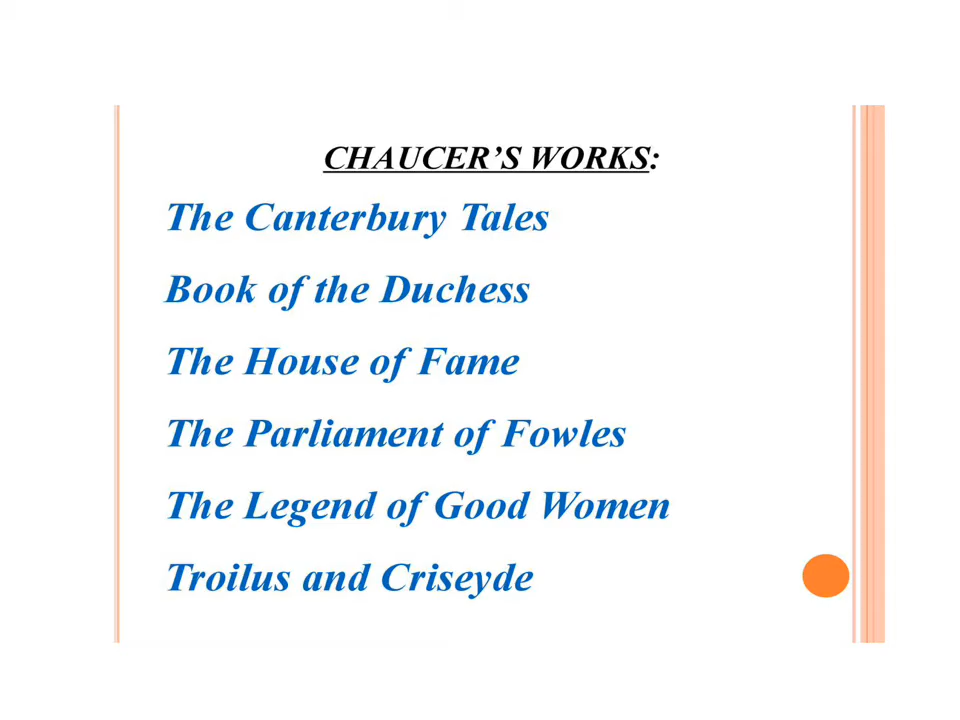 CHAUCER’S WORKS:
The Canterbury Tales
Book of the Duchess
The House of Fame
The Parliament of Fowles
The Legend of Good Women
Troilus and Criseyde